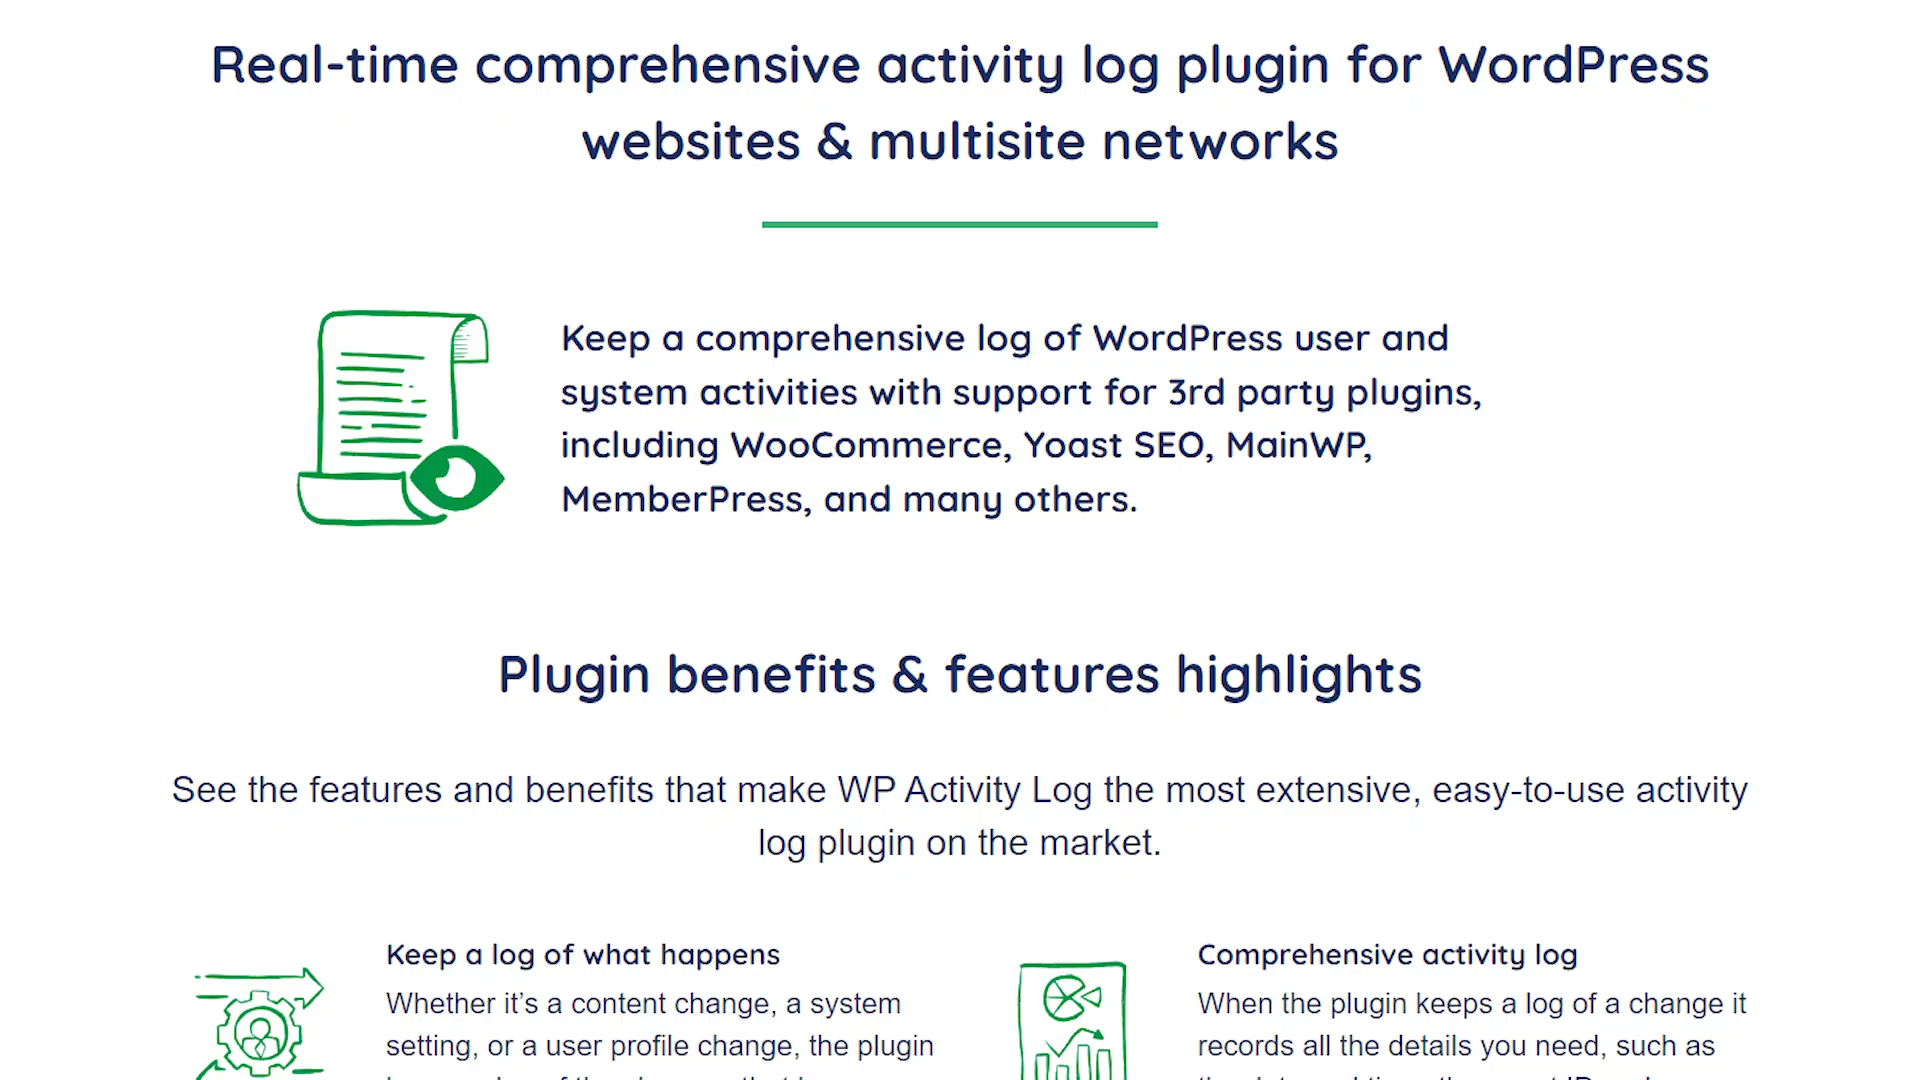 Real-time comprehensive activity log plugin for WordPress
websites & multisite networks
Keep a comprehensive log of WordPress user and
system activities with support for 3rd party plugins,
including WooCommerce, Yoast SEO, MainWP,
MemberPress, and many others.
Plugin benefits & features highlights
See the features and benefits that make WP Activity Log the most extensive, easy-to-use activity
log plugin on the market.
Keep a log of what happens
Whether it’s a content change, a system
setting, or a user profile change, the plugin
Comprehensive activity log
When the plugin keeps a log of a change it
records all the details you need, such as